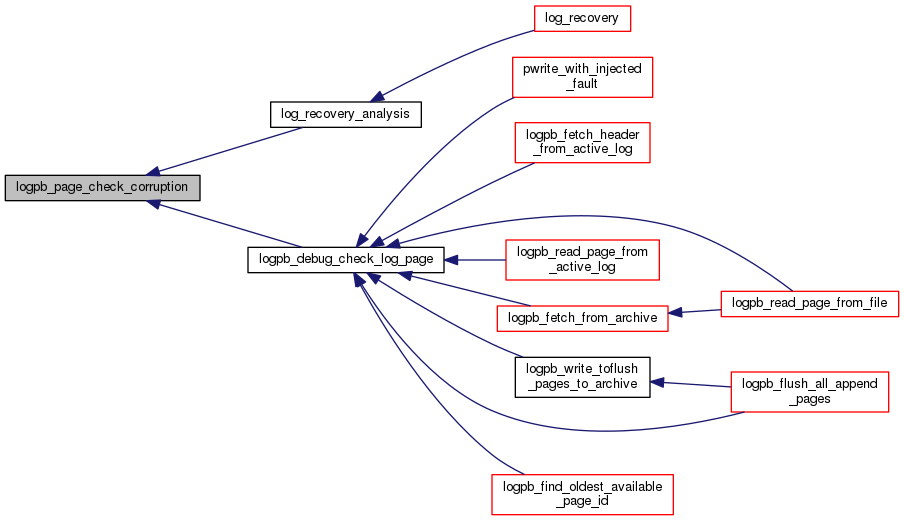 log_recovery
pwrite_with_injected
_fault
log_recovery_analysis
logpb_fetch_header
_from_active_log
logpb_page_check_corruption
logpb_debug_check_log_page
logpb_read_page_from
_active_log
logpb_read_page_from_file
logpb_fetch_from_archive
logpb_write_toflush
_pages_to_archive
logpb_flush_all_append
_pages
logpb_find_oldest_available
_page_id